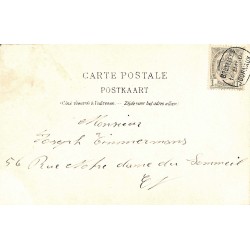 CARTE POSTALE
POSTKAART
Côté réservé à l'adresse. — Zijde voor het adres alleen.
Monsieur
Joseph Timmermans
56 Rue Notre dame du Sommeil